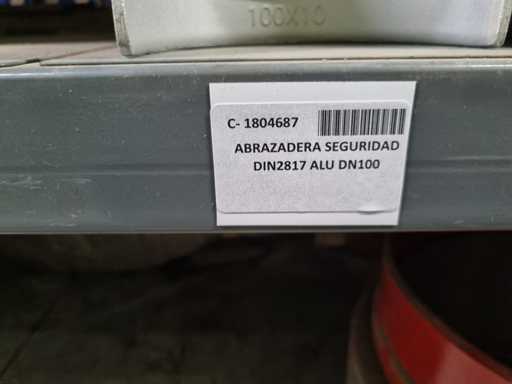 100X10
C- 1804687
ABRAZADERA SEGURIDAD
DIN2817 ALU DN100